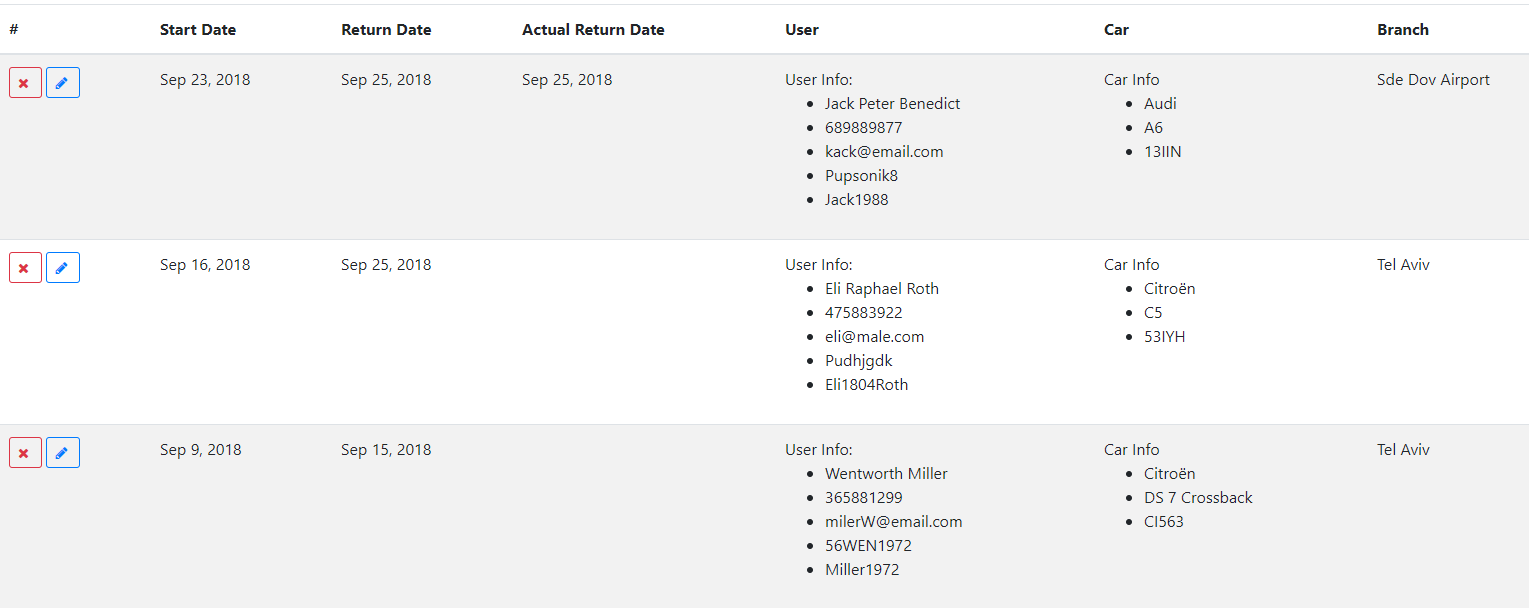 # Start Date Return Date Actual Return Date User Car Branch
Sep 23, 2018 Sep 25, 2018 Sep 25, 2018 User Info: Car Info Sde Dov Airport
• Jack Peter Benedict • Audi
• 689889877 • A6
• kack@email.com • 13IIN
• Pupsonik8
• Jack1988
Sep 16, 2018 Sep 25, 2018 User Info: Car Info Tel Aviv
• Eli Raphael Roth • Citroën
• 475883922 • C5
• eli@male.com • 53IYH
• Pudhjgdk
• Eli1804Roth
Sep 9, 2018 Sep 15, 2018 User Info: Car Info Tel Aviv
• Wentworth Miller • Citroën
• 365881299 • DS 7 Crossback
• milerW@email.com • CI563
• 56WEN1972
• Miller1972